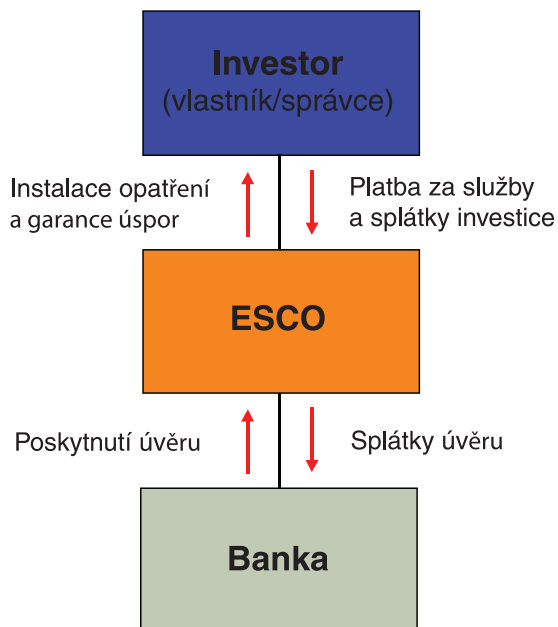 Investor
(vlastník/správce)
Instalace opatření
a garance úspor
Platba za služby
a splátky investice
ESCO
Poskytnutí úvěru
Splátky úvěru
Banka